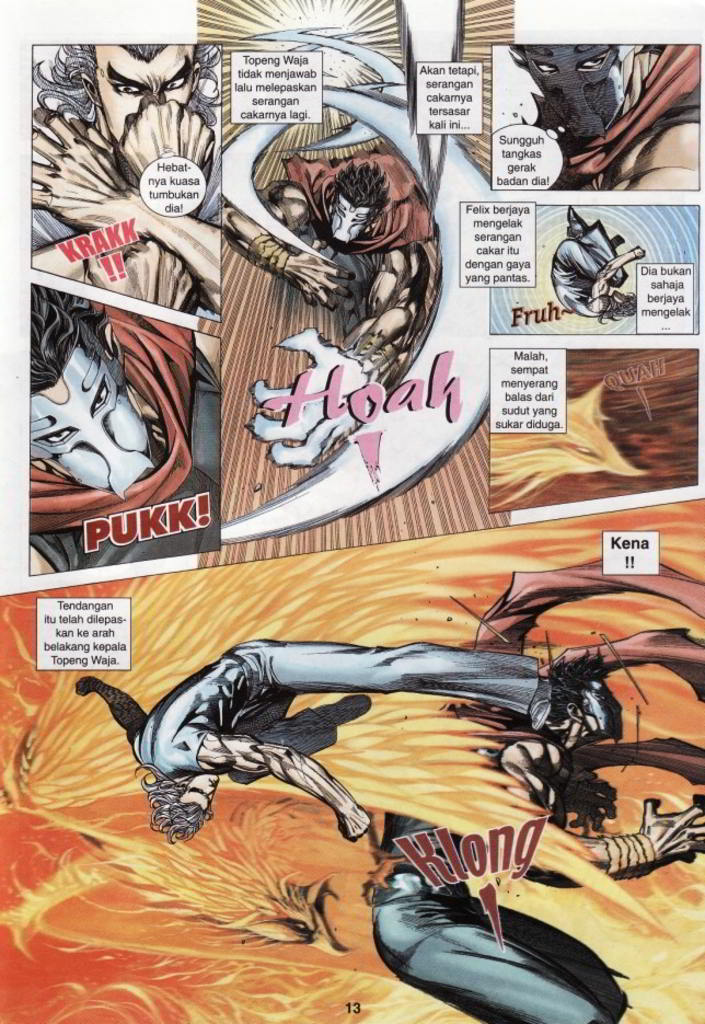 Hebat-
nya kuasa
tumbukan
dia!
KRAKK
!!
PUKK!
Topeng Waja
tidak menjawab
lalu melepaskan
serangan
cakarnya lagi.
Akan tetapi,
serangan
cakarnya
tersasar
kali ini...
Hoah
!
Sungguh
tangkas
gerak
badan dia!
Felix berjaya
mengelak
serangan
cakar itu
dengan gaya
yang pantas.
Fruh~
Dia bukan
sahaja
berjaya
mengelak
...
Malah,
sempat
menyerang
balas dari
sudut yang
sukar diduga.
QUAH
!
Kena
!!
Tendangan
itu telah dilepas-
kan ke arah
belakang kepala
Topeng Waja.
Klong
!
13